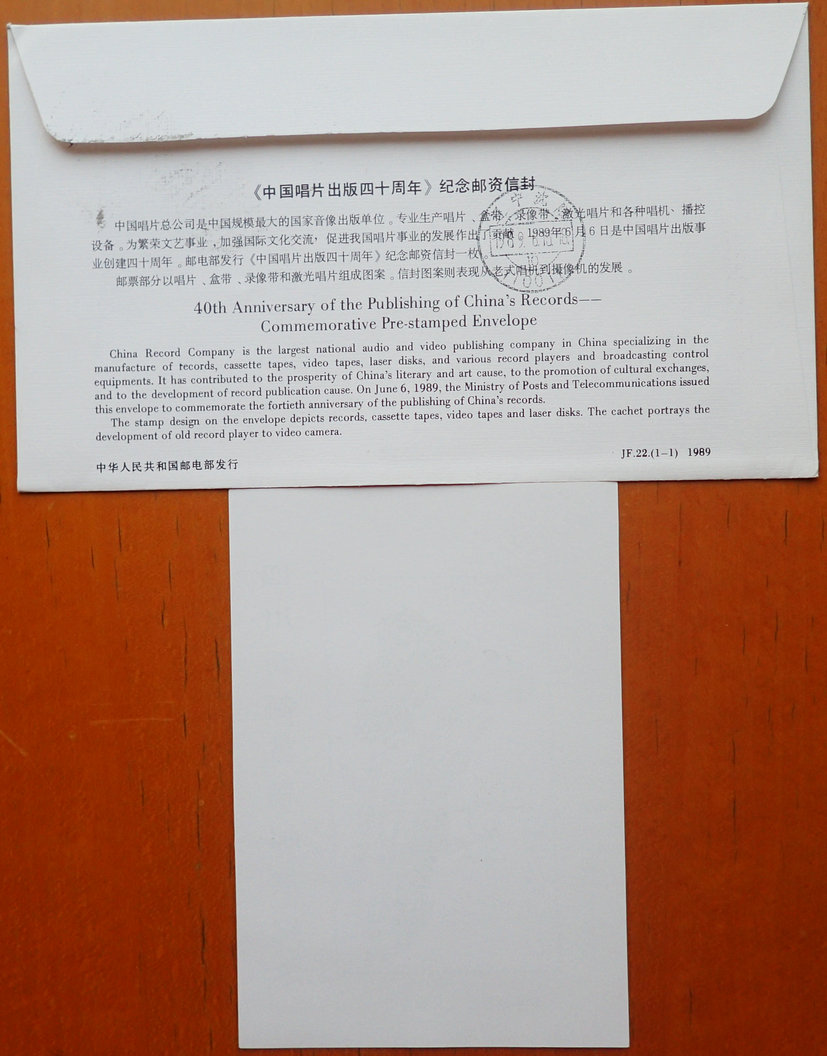 《中国唱片出版四十周年》纪念邮资信封
中国唱片总公司是中国规模最大的国家音像出版单位。专业生产唱片、盒带、录像带、激光唱片和各种唱机、播控
设备。为繁荣文艺事业，加强国际文化交流，促进我国唱片事业的发展作出了贡献。1989年6月6日是中国唱片出版事
业创建四十周年。邮电部发行《中国唱片出版四十周年》纪念邮资信封一枚。
邮票部分以唱片、盒带、录像带和激光唱片组成图案。信封图案则表现从老式唱机到摄像机的发展。
40th Anniversary of the Publishing of China's Records——
Commemorative Pre-stamped Envelope
China Record Company is the largest national audio and video publishing company in China specializing in the
manufacture of records, cassette tapes, video tapes, laser disks, and various record players and broadcasting control
equipments. It has contributed to the prosperity of China's literary and art cause, to the promotion of cultural exchanges,
and to the development of record publication cause. On June 6, 1989, the Ministry of Posts and Telecommunications issued
this envelope to commemorate the fortieth anniversary of the publishing of China's records.
The stamp design on the envelope depicts records, cassette tapes, video tapes and laser disks. The cachet portrays the
development of old record player to video camera.
中华人民共和国邮电部发行
JF.22.(1-1) 1989